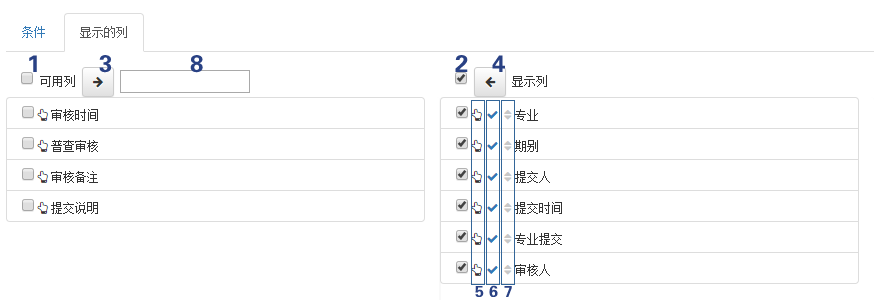 条件 显示的列
1 3 8 2 4
可用列 显示列
审核时间 专业
普查审核 期别
审核备注 提交人
提交说明 提交时间
专业提交
审核人
5 6 7